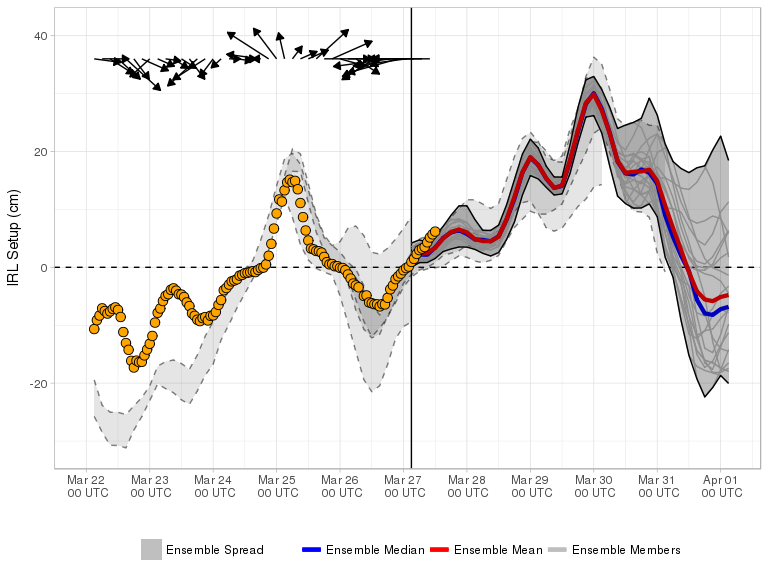 40
20
0
-20
IRL Setup (cm)
Mar 22 Mar 23 Mar 24 Mar 25 Mar 26 Mar 27 Mar 28 Mar 29 Mar 30 Mar 31 Apr 01
00 UTC 00 UTC 00 UTC 00 UTC 00 UTC 00 UTC 00 UTC 00 UTC 00 UTC 00 UTC 00 UTC
Ensemble Spread Ensemble Median Ensemble Mean Ensemble Members